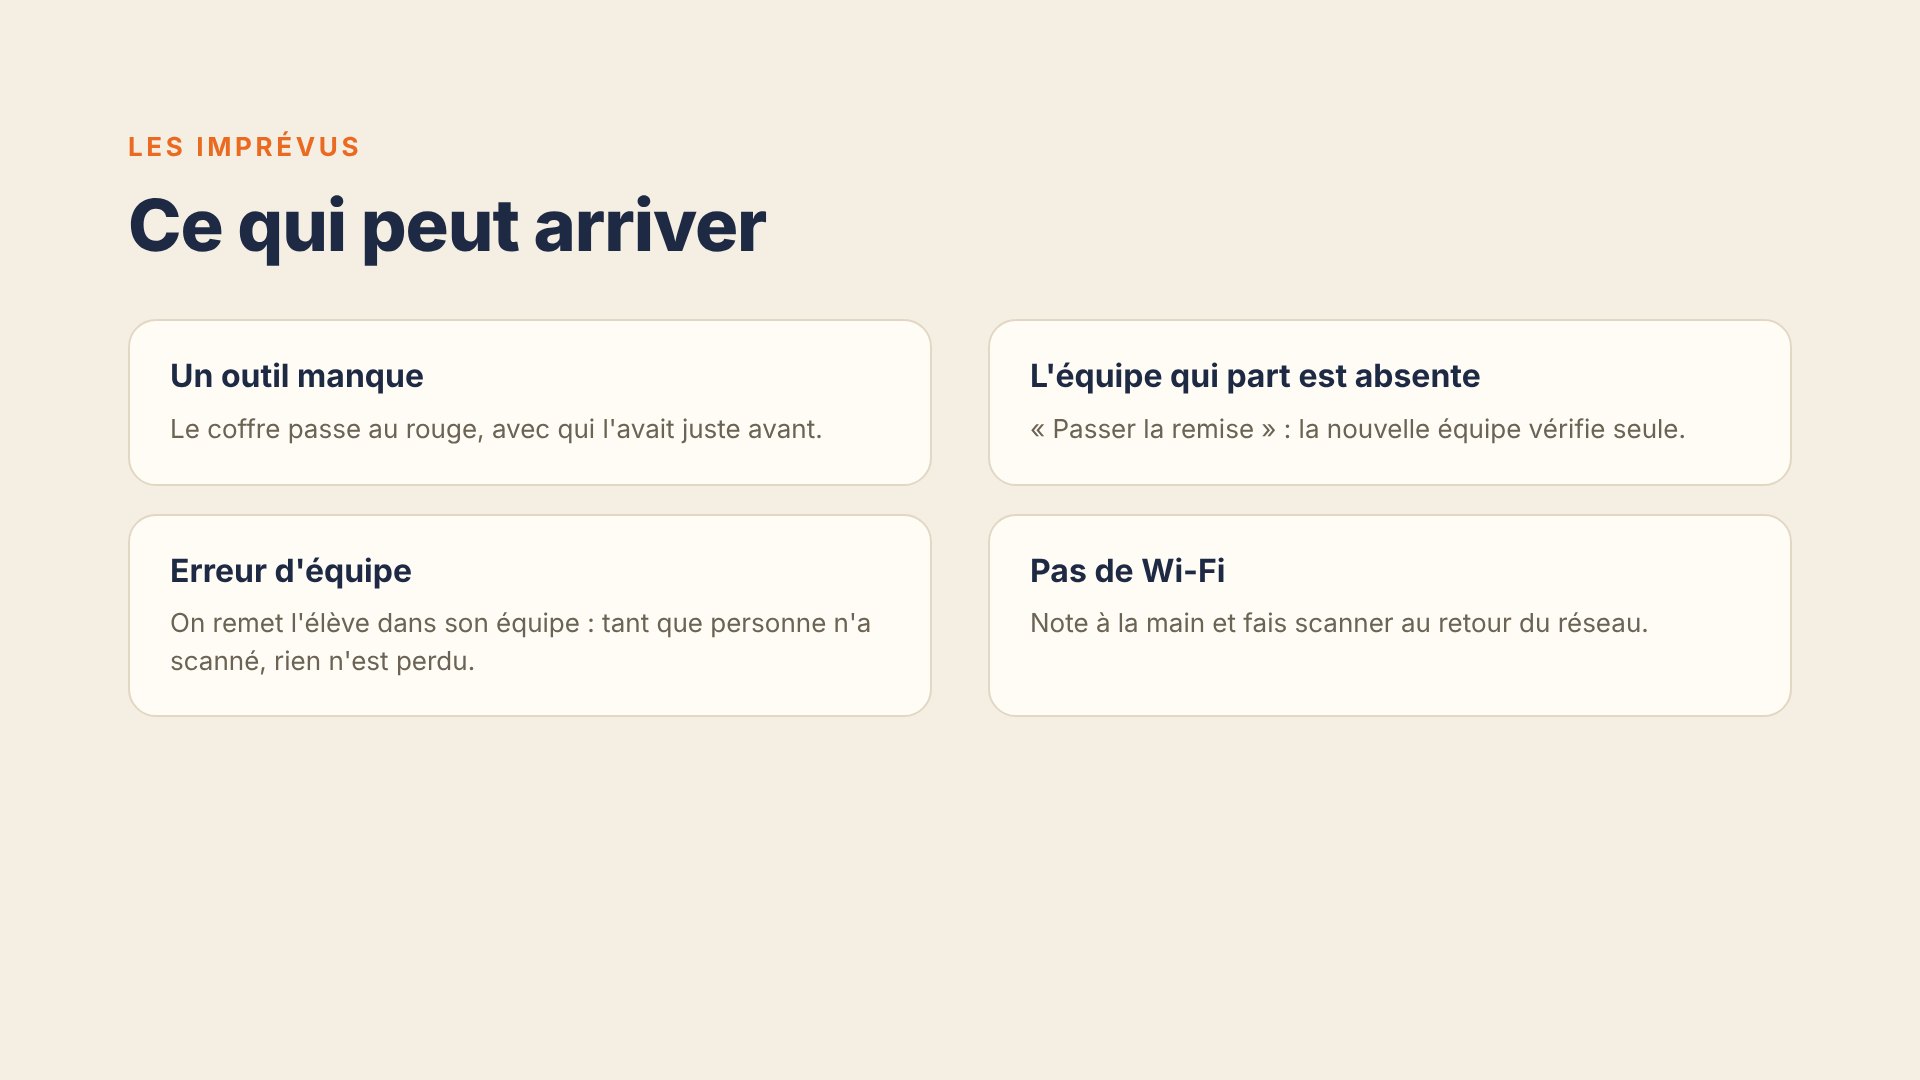 LES IMPRÉVUS
Ce qui peut arriver
Un outil manque
Le coffre passe au rouge, avec qui l'avait juste avant.
L'équipe qui part est absente
« Passer la remise » : la nouvelle équipe vérifie seule.
Erreur d'équipe
On remet l'élève dans son équipe : tant que personne n'a
scanné, rien n'est perdu.
Pas de Wi-Fi
Note à la main et fais scanner au retour du réseau.